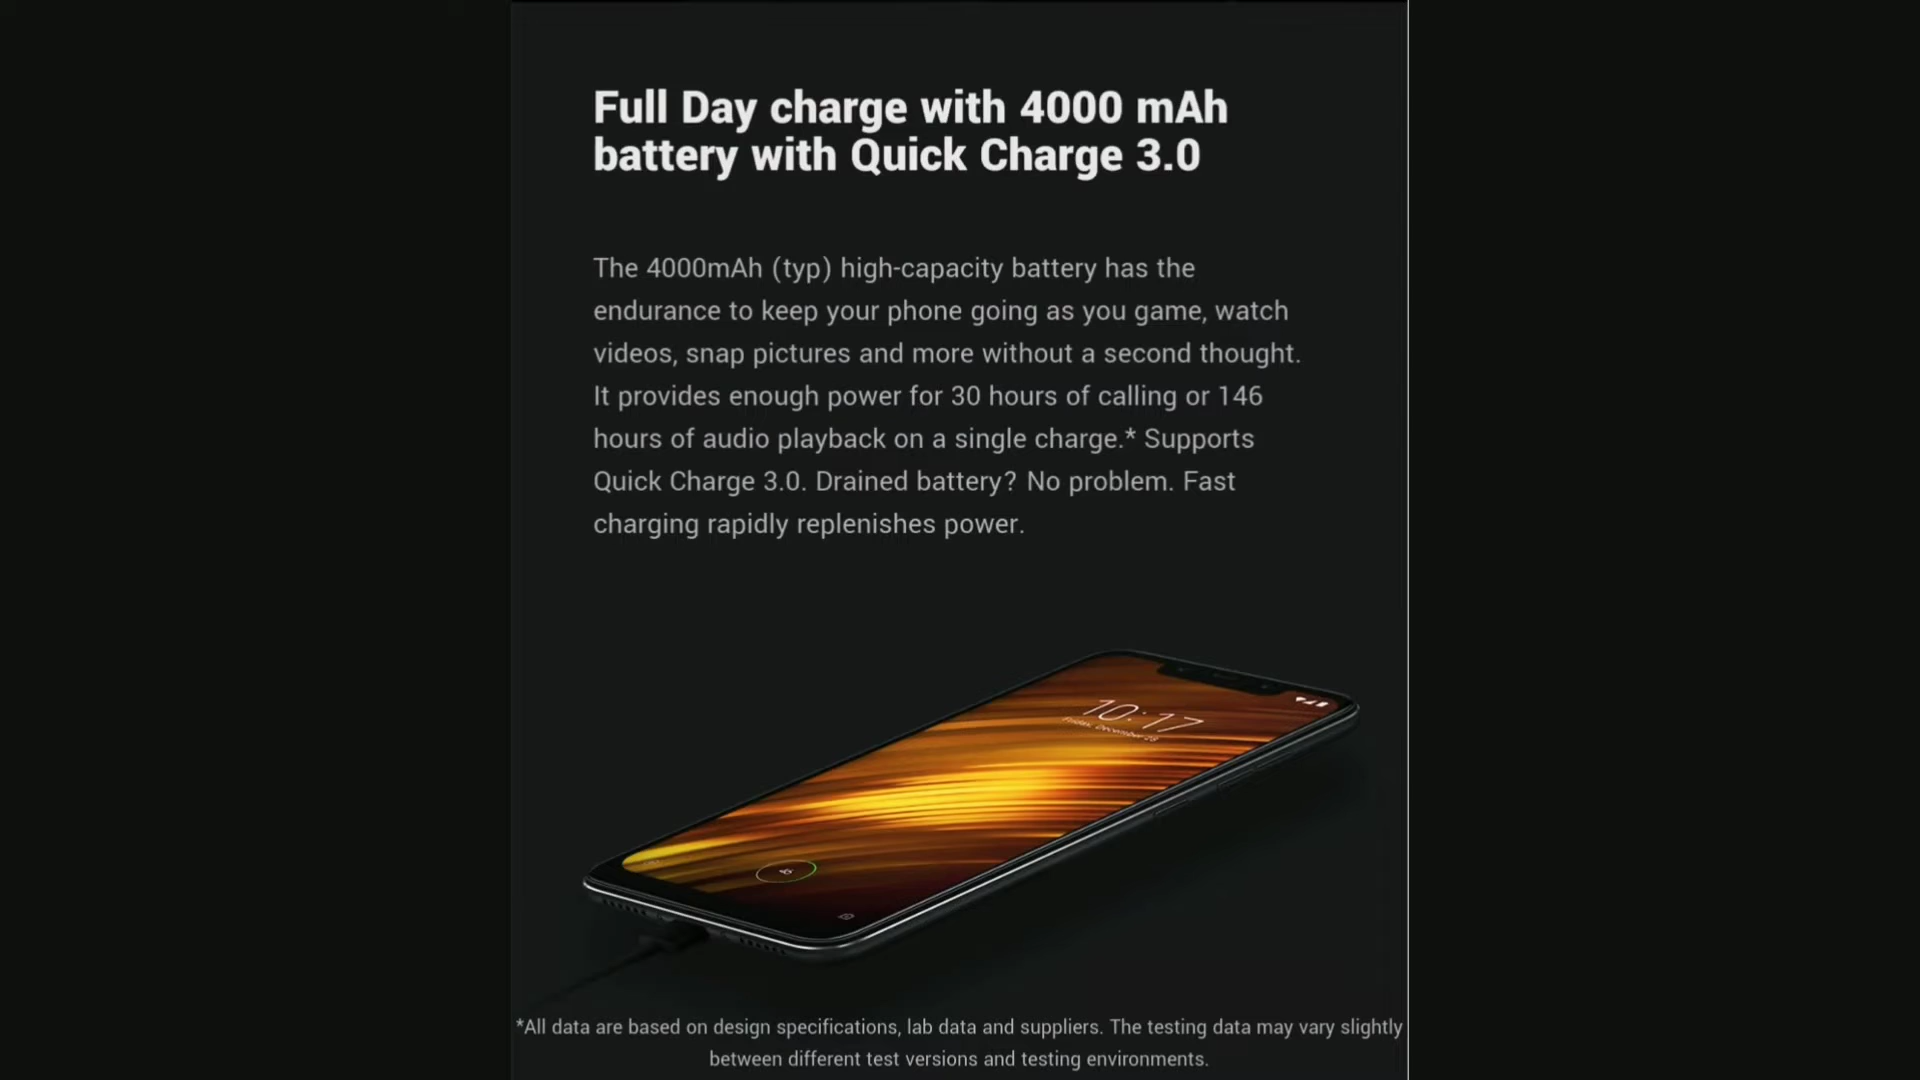 Full Day charge with 4000 mAh
battery with Quick Charge 3.0
The 4000mAh (typ) high-capacity battery has the
endurance to keep your phone going as you game, watch
videos, snap pictures and more without a second thought.
It provides enough power for 30 hours of calling or 146
hours of audio playback on a single charge.* Supports
Quick Charge 3.0. Drained battery? No problem. Fast
charging rapidly replenishes power.
10:17
Friday, December 28
*All data are based on design specifications, lab data and suppliers. The testing data may vary slightly
between different test versions and testing environments.